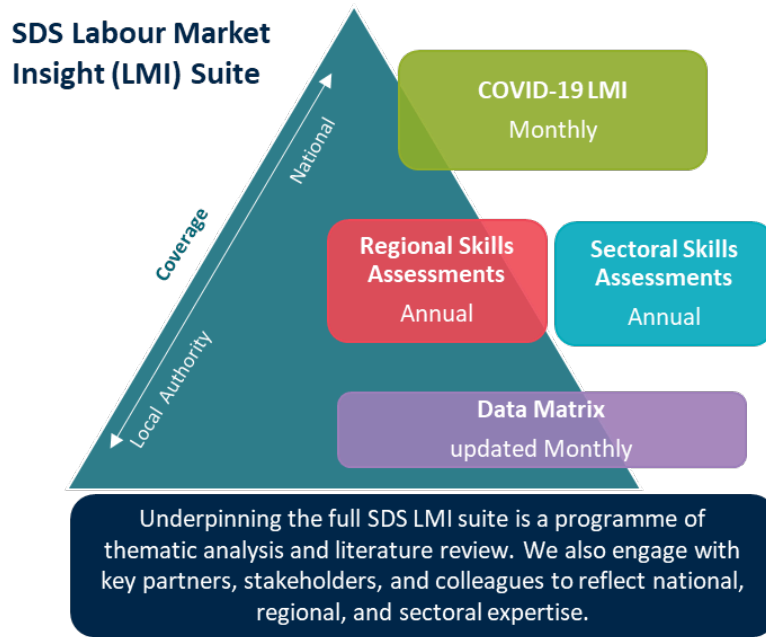 SDS Labour Market
Insight (LMI) Suite
COVID-19 LMI
Monthly
National
Coverage
Local Authority
Regional Skills
Assessments
Annual
Sectoral Skills
Assessments
Annual
Data Matrix
updated Monthly
Underpinning the full SDS LMI suite is a programme of
thematic analysis and literature review. We also engage with
key partners, stakeholders, and colleagues to reflect national,
regional, and sectoral expertise.